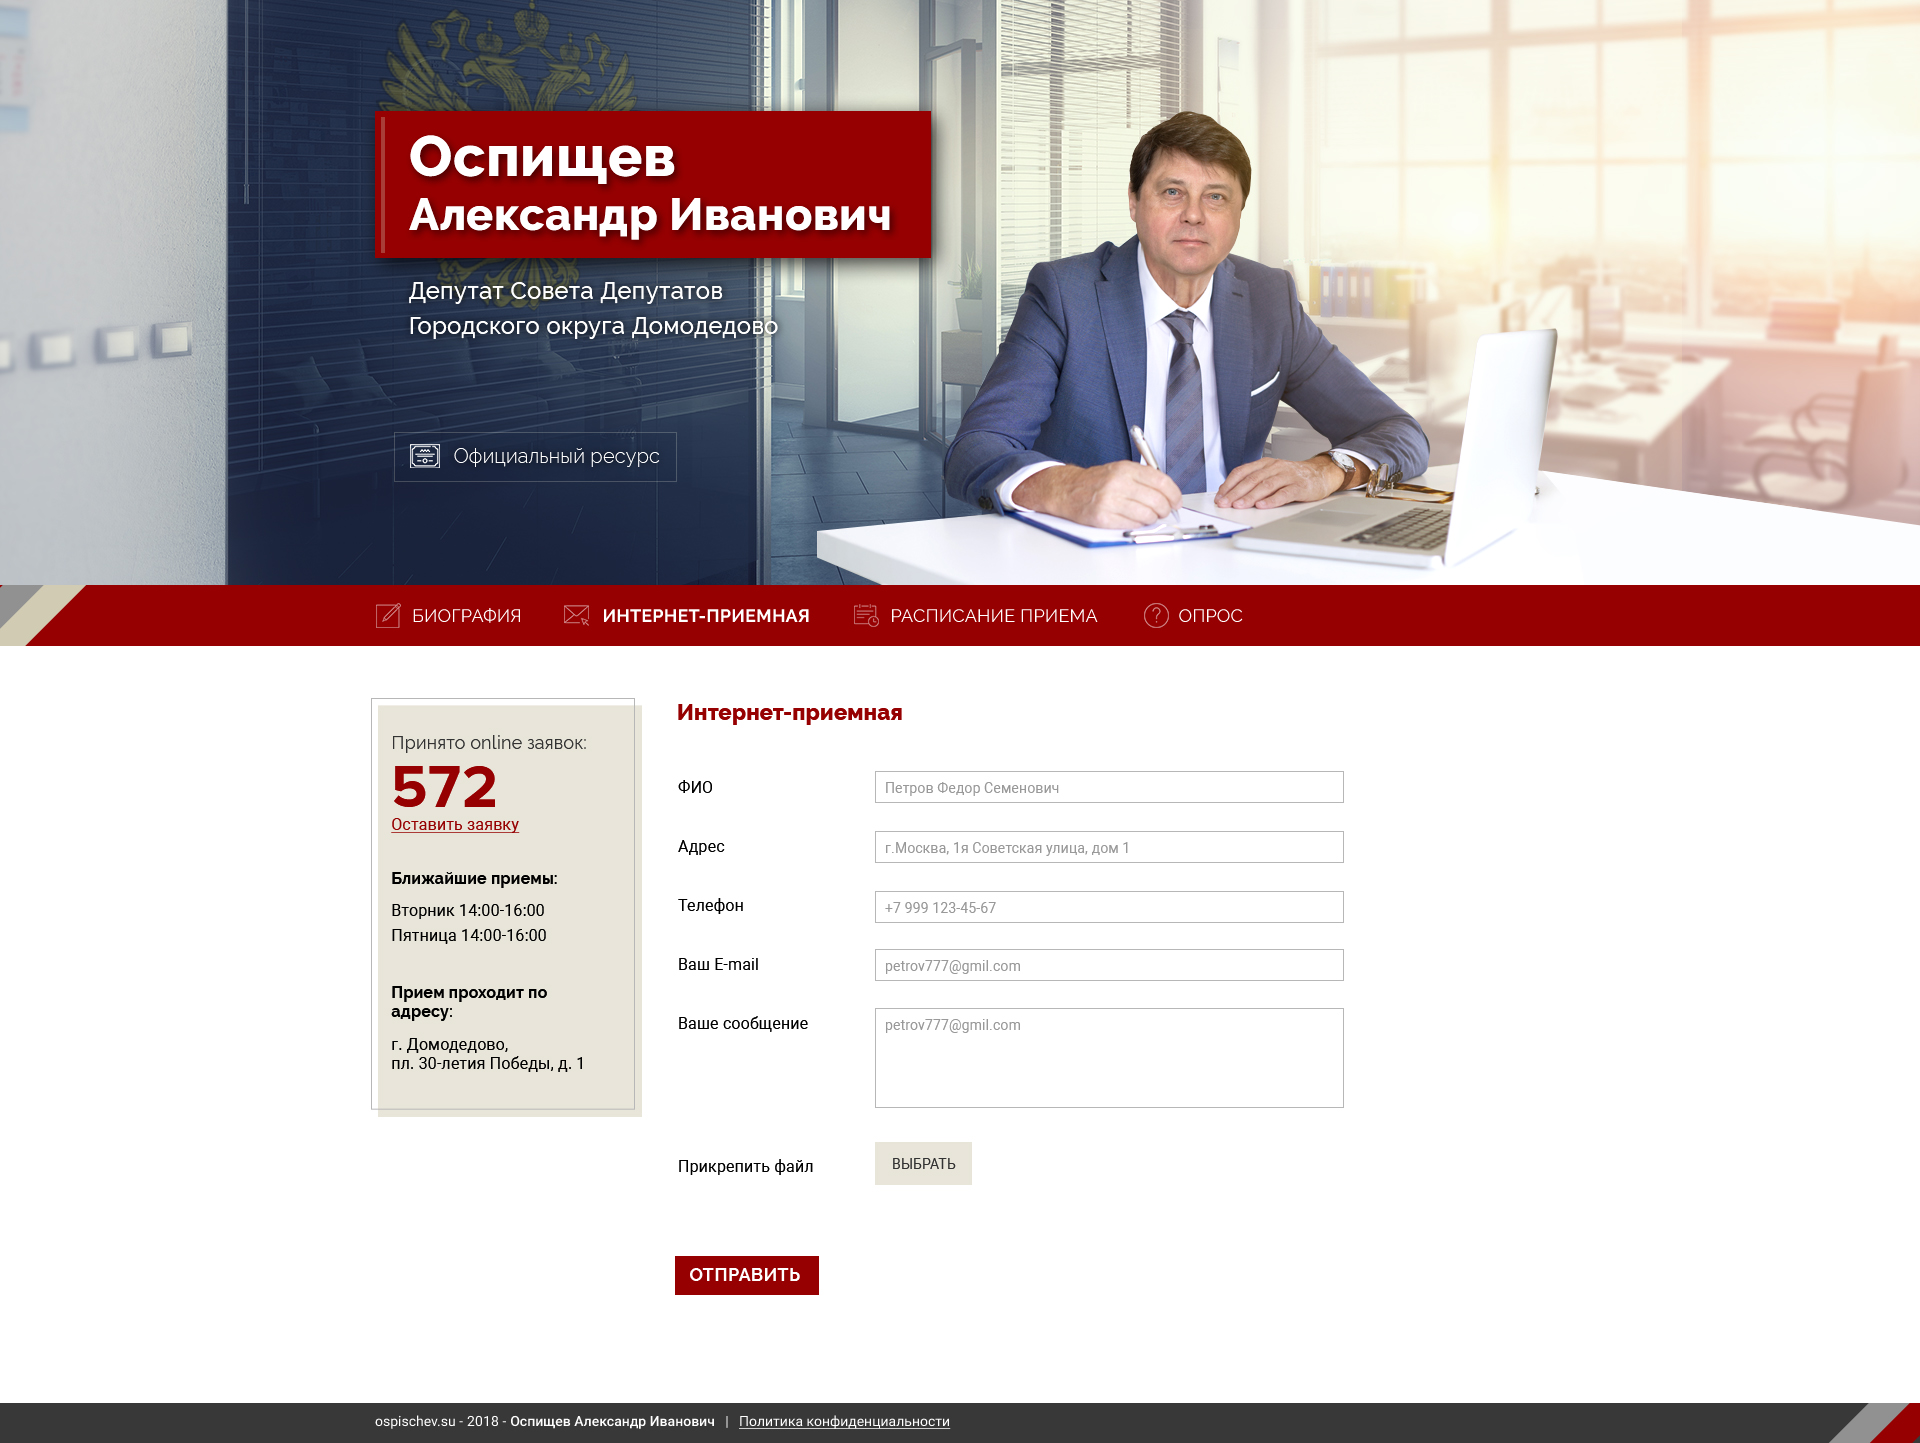 Оспищев
Александр Иванович
Депутат Совета Депутатов
Городского округа Домодедово
Официальный ресурс
БИОГРАФИЯ
ИНТЕРНЕТ-ПРИЕМНАЯ
РАСПИСАНИЕ ПРИЕМА
ОПРОС
Принято online заявок:
572
Оставить заявку
Ближайшие приемы:
Вторник 14:00-16:00
Пятница 14:00-16:00
Прием проходит по
адресу:
г. Домодедово,
пл. 30-летия Победы, д. 1
Интернет-приемная
ФИО
Петров Федор Семенович
Адрес
г.Москва, 1я Советская улица, дом 1
Телефон
+7 999 123-45-67
Ваш E-mail
petrov777@gmil.com
Ваше сообщение
petrov777@gmil.com
Прикрепить файл
ВЫБРАТЬ
ОТПРАВИТЬ
ospischev.su - 2018 - Оспищев Александр Иванович | Политика конфиденциальности